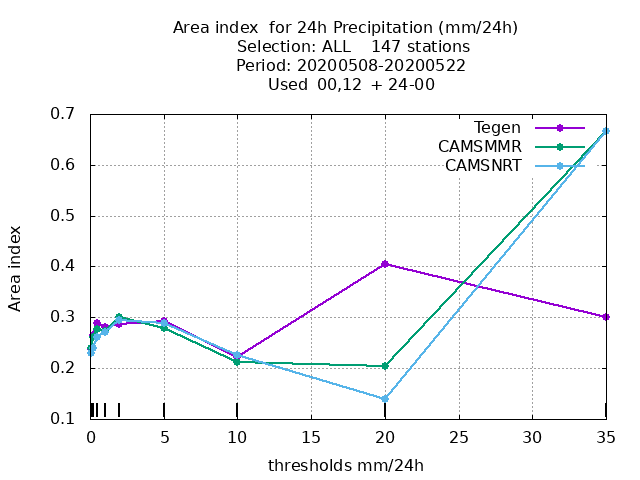 Area index  for 24h Precipitation (mm/24h)
Selection: ALL    147 stations
Period: 20200508-20200522
Used  00,12  + 24-00
Tegen
CAMSMMR
CAMSNRT
Area index
0.7
0.6
0.5
0.4
0.3
0.2
0.1
0 5 10 15 20 25 30 35
thresholds mm/24h